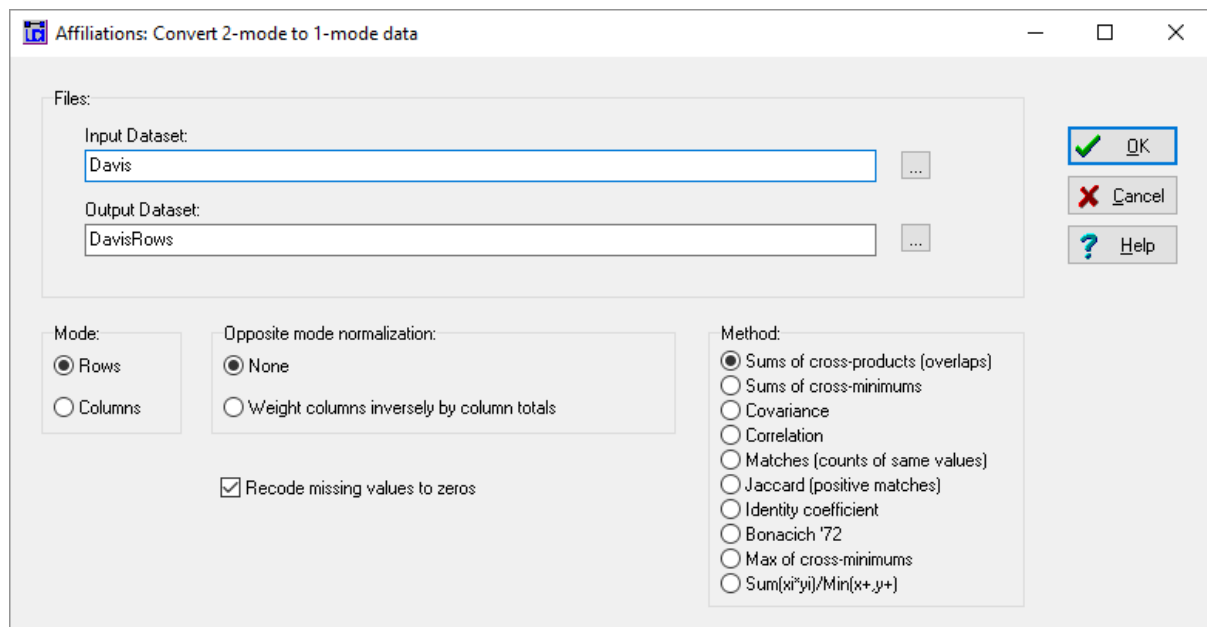 Affiliations: Convert 2-mode to 1-mode data
Files:
Input Dataset:
Davis
...
Output Dataset:
DavisRows
...
OK
Cancel
Help
Mode:
Rows
Columns
Opposite mode normalization:
None
Weight columns inversely by column totals
Recode missing values to zeros
Method:
Sums of cross-products (overlaps)
Sums of cross-minimums
Covariance
Correlation
Matches (counts of same values)
Jaccard (positive matches)
Identity coefficient
Bonacich '72
Max of cross-minimums
Sum(xi*yi)/Min(x+,y+)